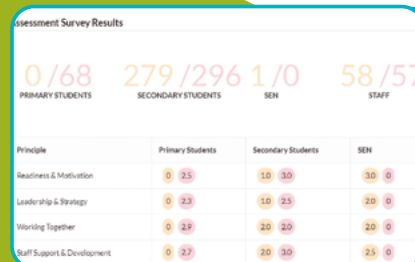 ssessment Survey Results
0/68 279/296 1/0 58/57
PRIMARY STUDENTS SECONDARY STUDENTS SEN STAFF
Principle Primary Students Secondary Students SEN
Readiness & Motivation 0 2.5 1.0 3.0 3.0 0
Leadership & Strategy 0 2.3 1.0 2.5 2.0 0
Working Together 0 2.9 2.0 2.0 2.0 0
Staff Support & Development 0 2.7 2.0 3.0 2.5 0